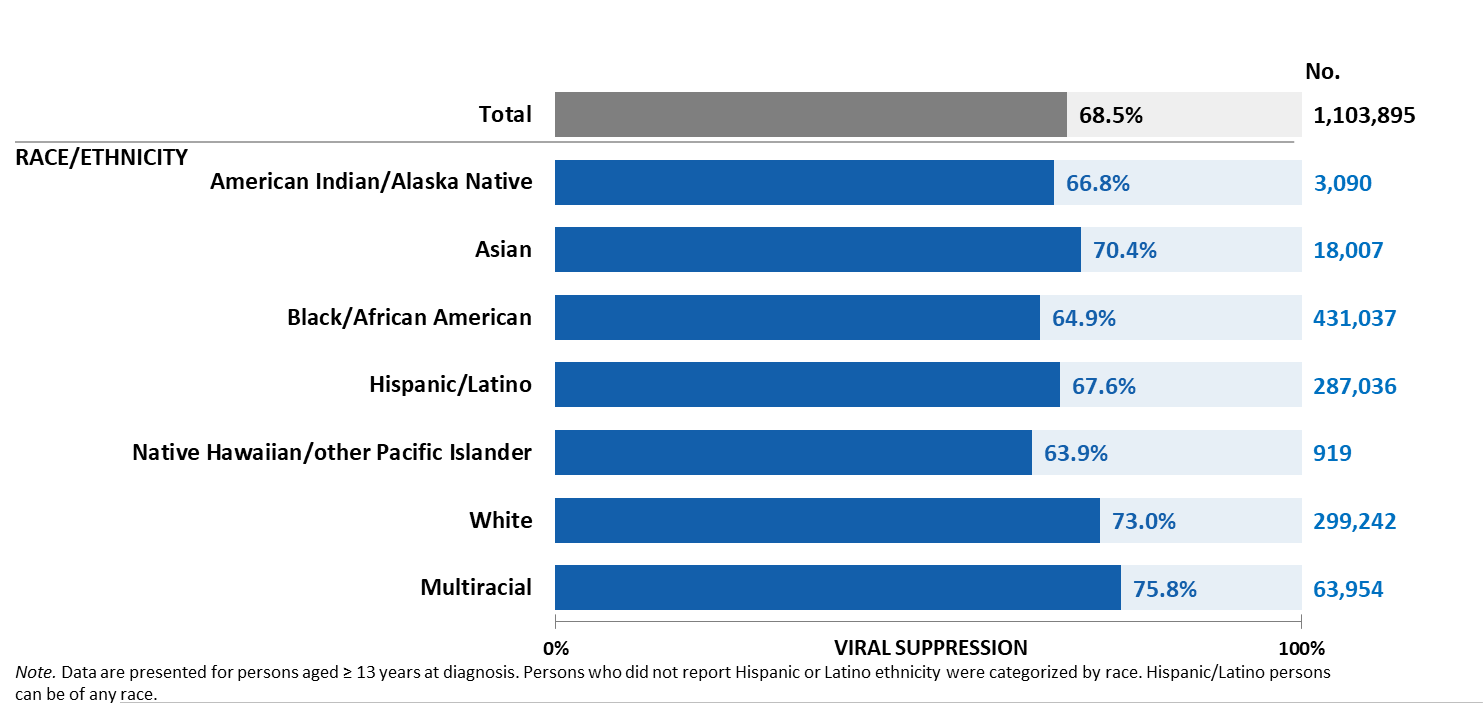 No.
Total 68.5% 1,103,895
RACE/ETHNICITY
American Indian/Alaska Native 66.8% 3,090
Asian 70.4% 18,007
Black/African American 64.9% 431,037
Hispanic/Latino 67.6% 287,036
Native Hawaiian/other Pacific Islander 63.9% 919
White 73.0% 299,242
Multiracial 75.8% 63,954
0% VIRAL SUPPRESSION 100%
Note. Data are presented for persons aged ≥ 13 years at diagnosis. Persons who did not report Hispanic or Latino ethnicity were categorized by race. Hispanic/Latino persons
can be of any race.